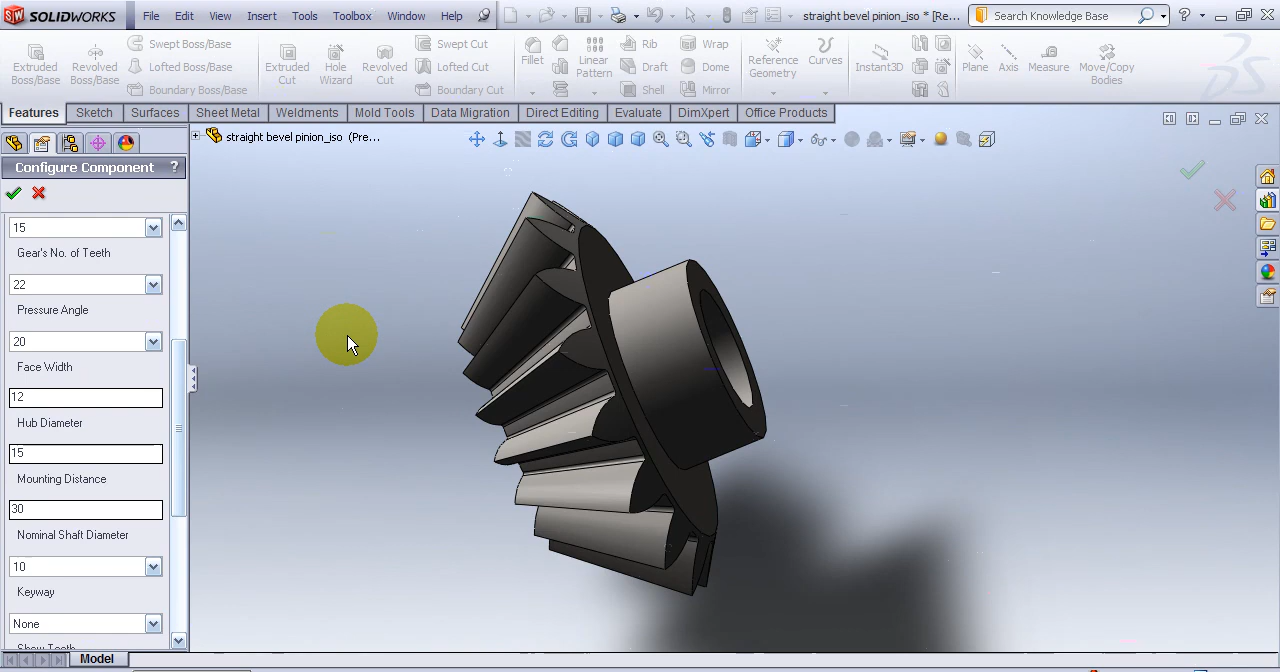 SOLIDWORKS File Edit View Insert Tools Toolbox Window Help straight bevel pinion_iso * [Re... Search Knowledge Base ?
Extruded Boss/Base
Revolved Boss/Base
Swept Boss/Base
Lofted Boss/Base
Boundary Boss/Base
Extruded Cut
Hole Wizard
Revolved Cut
Swept Cut
Lofted Cut
Boundary Cut
Fillet
Linear Pattern
Rib
Draft
Shell
Wrap
Dome
Mirror
Reference Geometry
Curves
Instant3D
Plane
Axis
Measure
Move/Copy Bodies
Features Sketch Surfaces Sheet Metal Weldments Mold Tools Data Migration Direct Editing Evaluate DimXpert Office Products
straight bevel pinion_iso (Pre...
Configure Component ?
15
Gear's No. of Teeth
22
Pressure Angle
20
Face Width
12
Hub Diameter
15
Mounting Distance
30
Nominal Shaft Diameter
10
Keyway
None
Show Teeth
Model